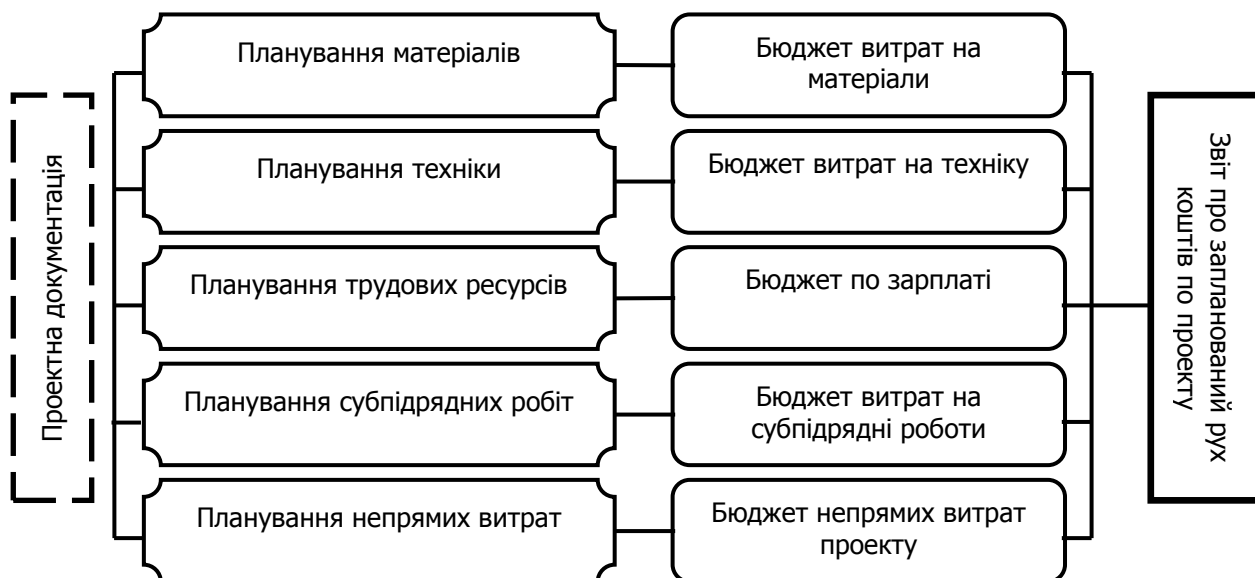 Проектна документація
Планування матеріалів
Бюджет витрат на
матеріали
Планування техніки
Бюджет витрат на техніку
Планування трудових ресурсів
Бюджет по зарплаті
Планування субпідрядних робіт
Бюджет витрат на
субпідрядні роботи
Планування непрямих витрат
Бюджет непрямих витрат
проекту
Звіт про запланований рух
коштів по проекту